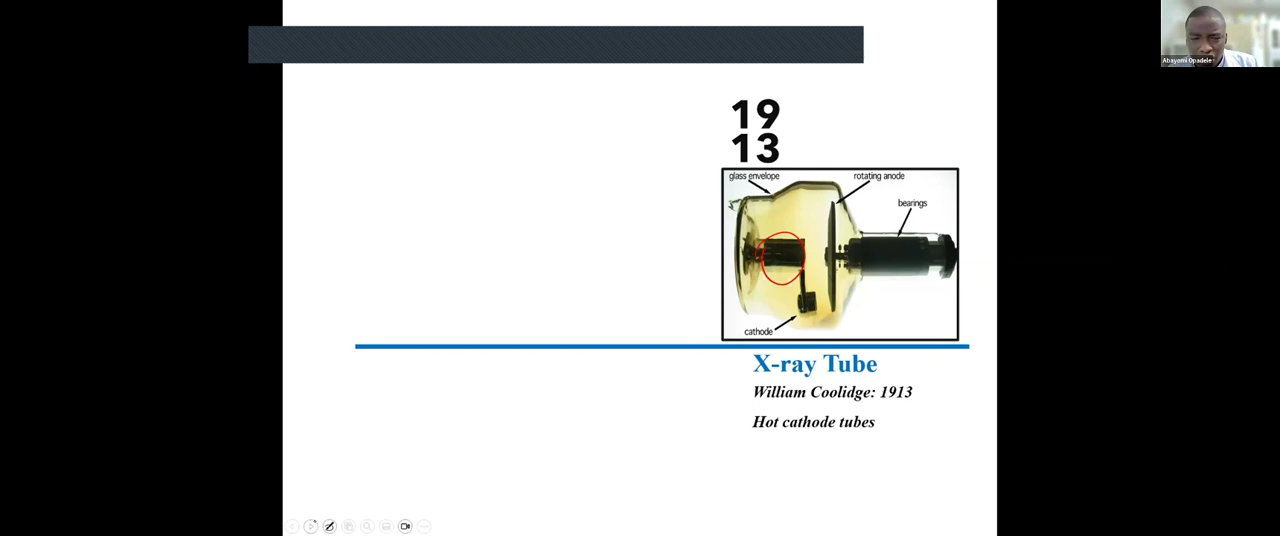 Abayomi Opadele
19
13
glass envelope
rotating anode
bearings
cathode
X-ray Tube
William Coolidge: 1913
Hot cathode tubes